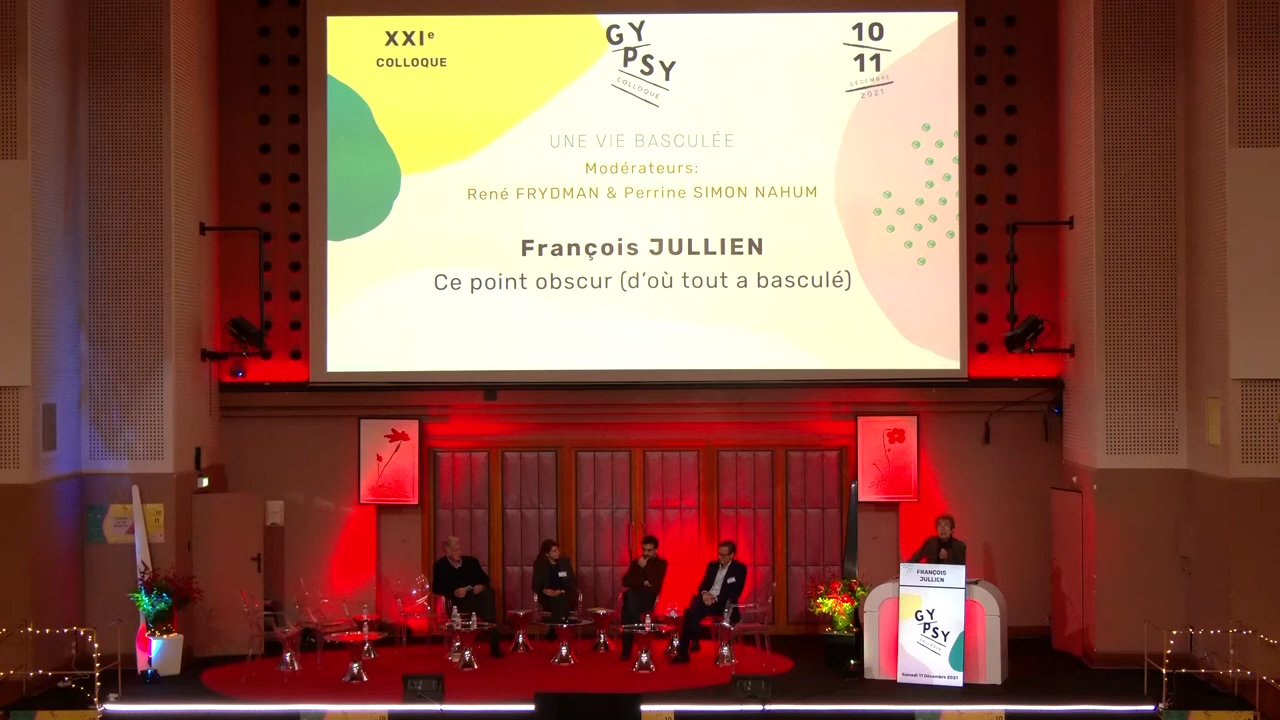 XXIe
COLLOQUE
GY
PSY
COLLOQUE
10
11
DÉCEMBRE
2021
UNE VIE BASCULÉE
Modérateurs:
René FRYDMAN & Perrine SIMON NAHUM
François JULLIEN
Ce point obscur (d'où tout a basculé)
FRANÇOIS
JULLIEN
GY
PSY
Samedi 11 Décembre 2021